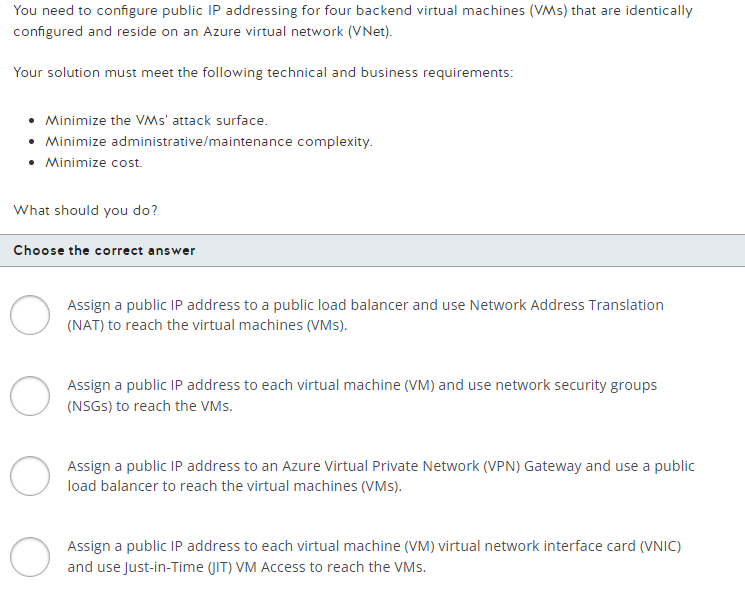 You need to configure public IP addressing for four backend virtual machines (VMs) that are identically
configured and reside on an Azure virtual network (VNet).
Your solution must meet the following technical and business requirements:
• Minimize the VMs' attack surface.
• Minimize administrative/maintenance complexity.
• Minimize cost.
What should you do?
Choose the correct answer
Assign a public IP address to a public load balancer and use Network Address Translation
(NAT) to reach the virtual machines (VMs).
Assign a public IP address to each virtual machine (VM) and use network security groups
(NSGs) to reach the VMs.
Assign a public IP address to an Azure Virtual Private Network (VPN) Gateway and use a public
load balancer to reach the virtual machines (VMs).
Assign a public IP address to each virtual machine (VM) virtual network interface card (VNIC)
and use Just-in-Time (JIT) VM Access to reach the VMs.